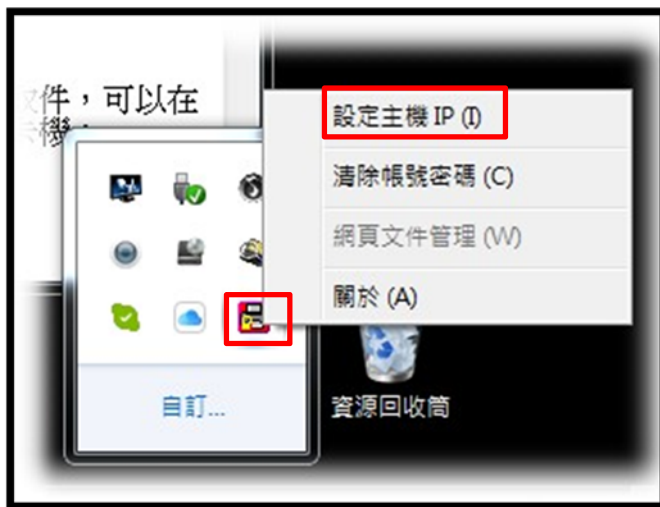 件，可以在
機
設定主機 IP (I)
清除帳號密碼 (C)
網頁文件管理 (W)
關於 (A)
自訂...
資源回收筒